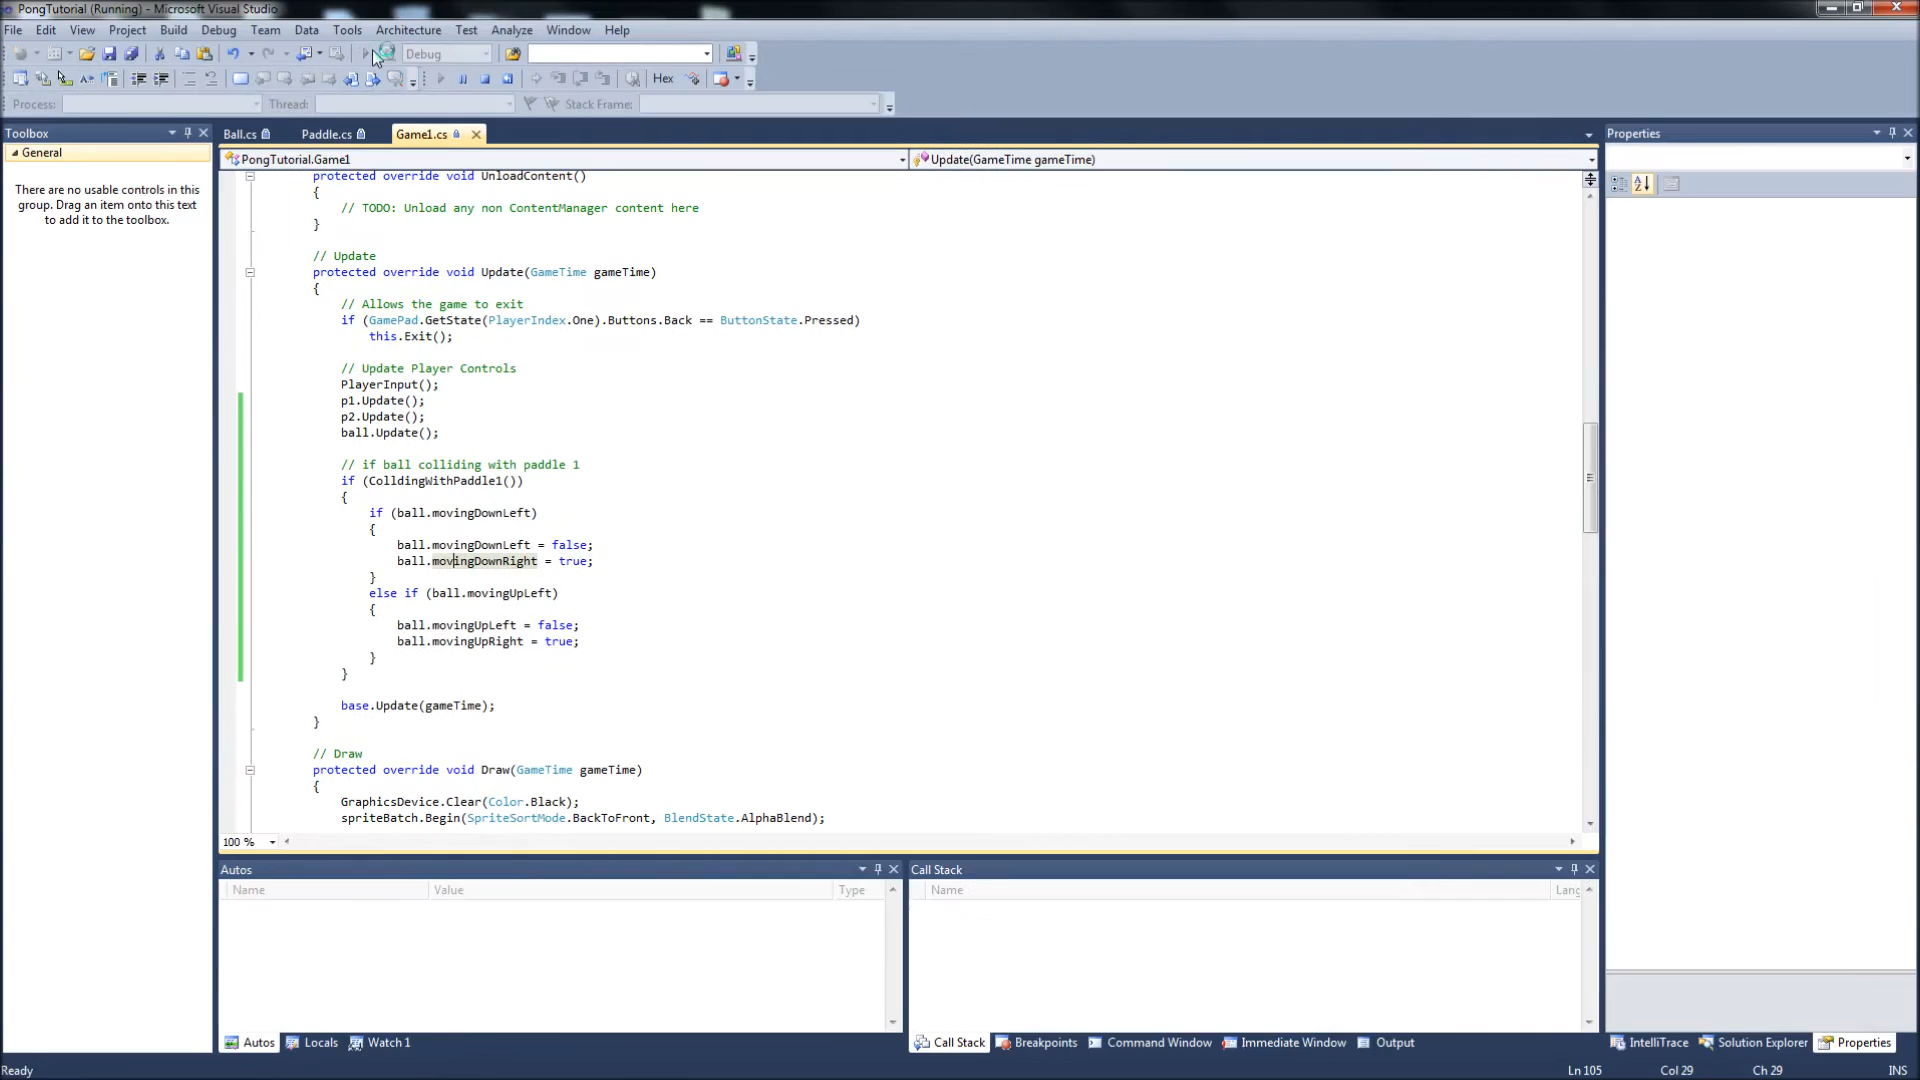 PongTutorial (Running) - Microsoft Visual Studio
File Edit View Project Build Debug Team Data Tools Architecture Test Analyze Window Help
Debug
Hex
Process: Thread: Stack Frame:
Toolbox
General
There are no usable controls in this
group. Drag an item onto this text
to add it to the toolbox.
Ball.cs Paddle.cs Game1.cs
PongTutorial.Game1 Update(GameTime gameTime)
protected override void UnloadContent()
{
// TODO: Unload any non ContentManager content here
}
// Update
protected override void Update(GameTime gameTime)
{
// Allows the game to exit
if (GamePad.GetState(PlayerIndex.One).Buttons.Back == ButtonState.Pressed)
this.Exit();
// Update Player Controls
PlayerInput();
p1.Update();
p2.Update();
ball.Update();
// if ball colliding with paddle 1
if (ColldingWithPaddle1())
{
if (ball.movingDownLeft)
{
ball.movingDownLeft = false;
ball.movingDownRight = true;
}
else if (ball.movingUpLeft)
{
ball.movingUpLeft = false;
ball.movingUpRight = true;
}
}
base.Update(gameTime);
}
// Draw
protected override void Draw(GameTime gameTime)
{
GraphicsDevice.Clear(Color.Black);
spriteBatch.Begin(SpriteSortMode.BackToFront, BlendState.AlphaBlend);
100 %
Properties
Autos
Name Value Type
Call Stack
Name Lang
Autos Locals Watch 1
Call Stack Breakpoints Command Window Immediate Window Output
IntelliTrace Solution Explorer Properties
Ready Ln 105 Col 29 Ch 29 INS